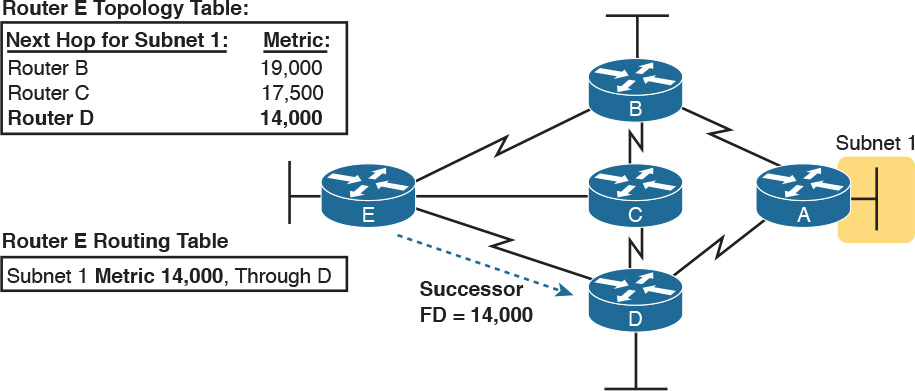 Router E Topology Table:
Next Hop for Subnet 1: Metric:
Router B 19,000
Router C 17,500
Router D 14,000
B
Subnet 1
E
C
A
Router E Routing Table
Subnet 1 Metric 14,000, Through D
Successor
FD = 14,000
D